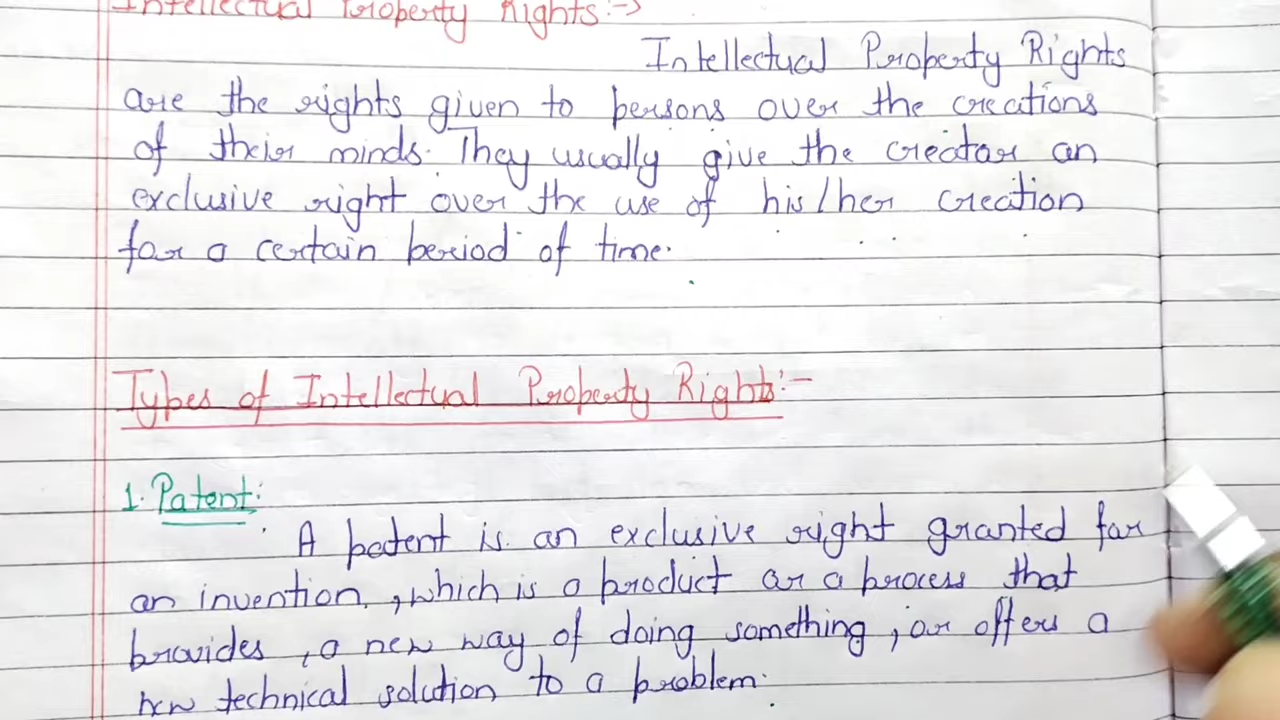 Intellectual Property Rights:->
Intellectual Property Rights
are the rights given to persons over the creations
of their minds. They usually give the creator an
exclusive right over the use of his/her creation
for a certain period of time.
Types of Intellectual Property Rights:-
1. Patent:
A patent is an exclusive right granted for
an invention, which is a product or a process that
provides, a new way of doing something, or offers a
new technical solution to a problem.